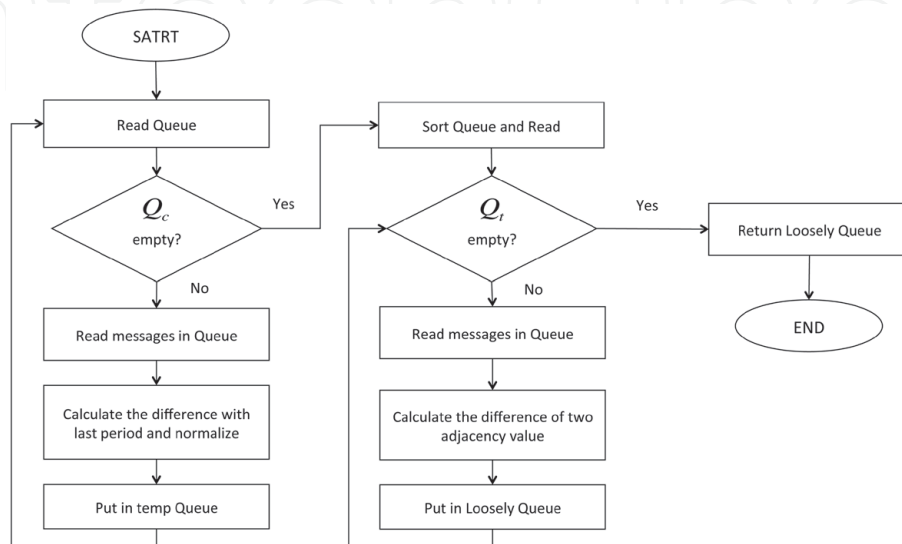 SATRT
Read Queue
Q_c
empty?
Yes
No
Read messages in Queue
Calculate the difference with
last period and normalize
Put in temp Queue
Sort Queue and Read
Q_t
empty?
Yes
No
Read messages in Queue
Calculate the difference of two
adjacency value
Put in Loosely Queue
Return Loosely Queue
END